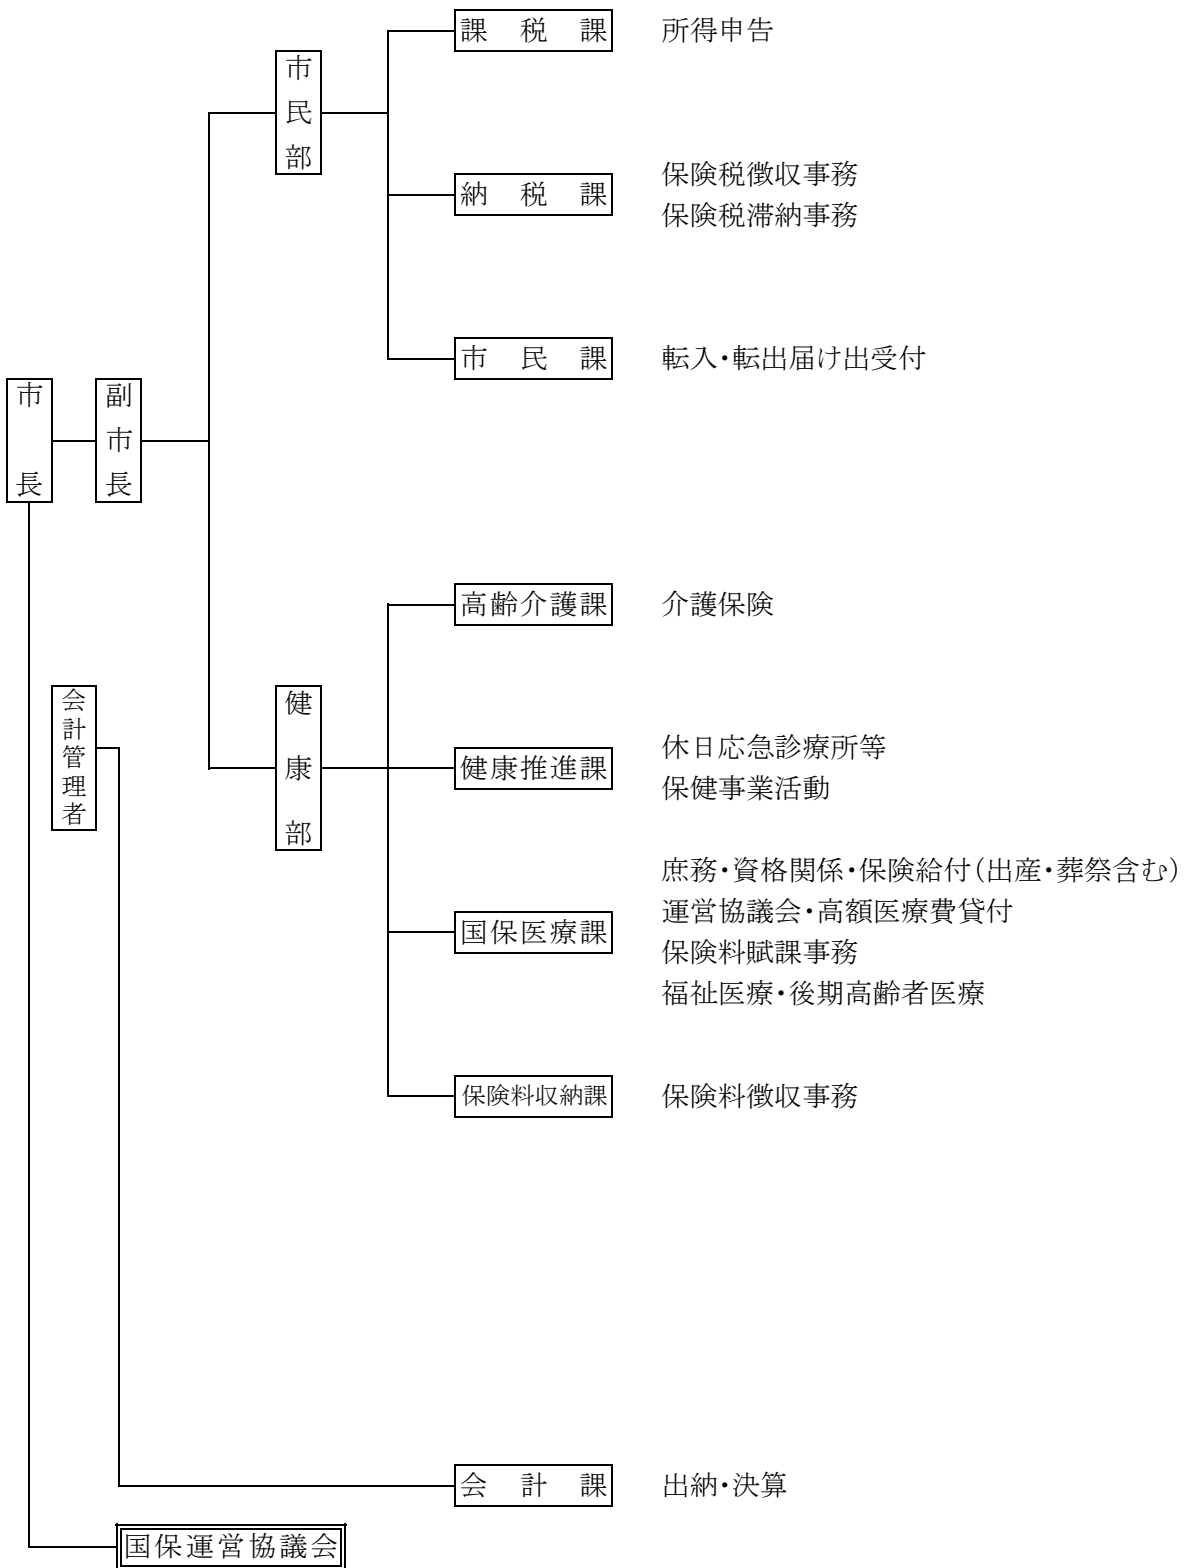 課税課 所得申告
市民部
納税課 保険税徴収事務
保険税滞納事務
市民課 転入・転出届け出受付
市長
副市長
高齢介護課 介護保険
会計管理者
健康部
健康推進課 休日応急診療所等
保健事業活動
国保医療課 庶務・資格関係・保険給付(出産・葬祭含む)
運営協議会・高額医療費貸付
保険料賦課事務
福祉医療・後期高齢者医療
保険料収納課 保険料徴収事務
会計課 出納・決算
国保運営協議会